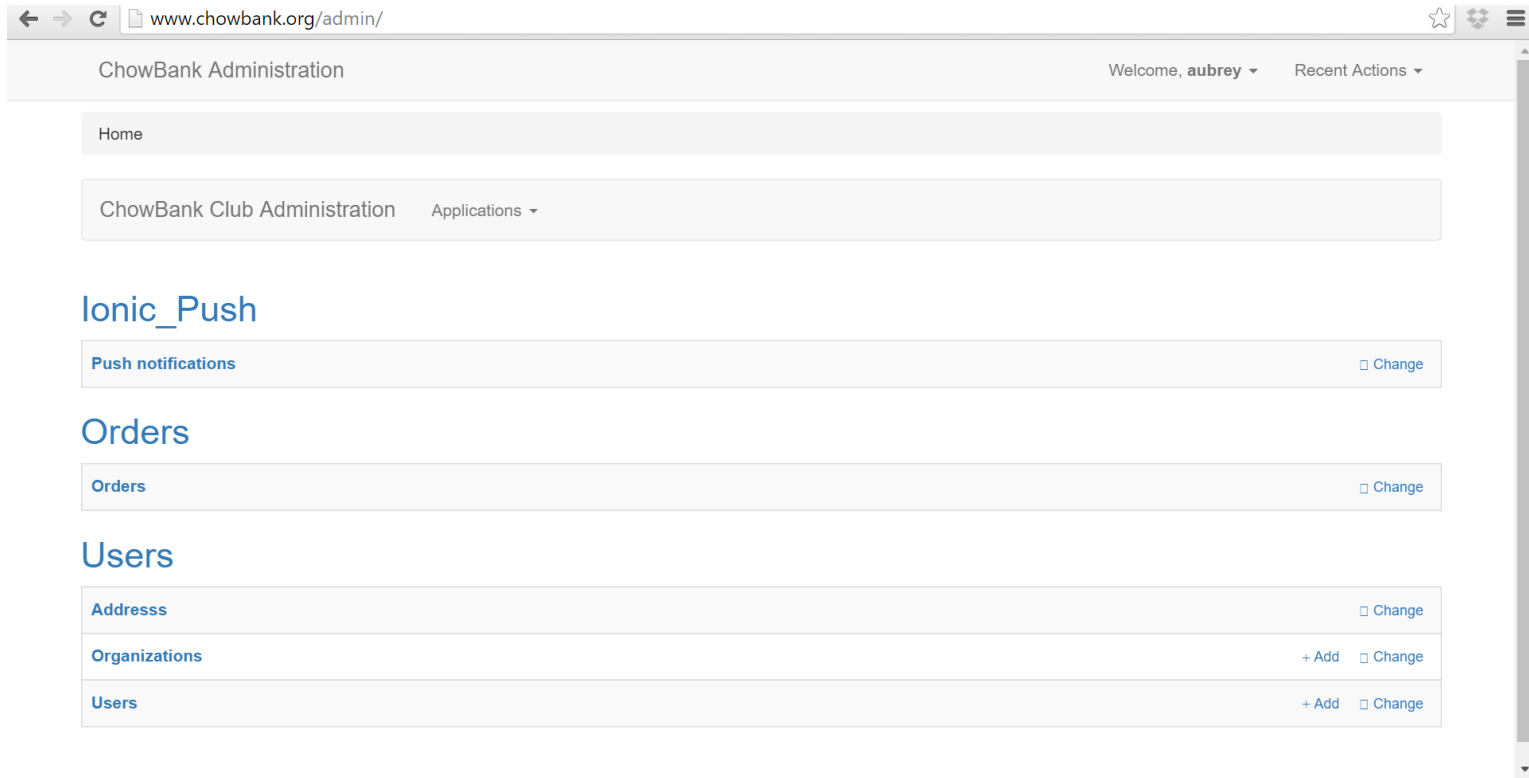 www.chowbank.org/admin/
ChowBank Administration Welcome, aubrey Recent Actions
Home
ChowBank Club Administration Applications
Ionic_Push
Push notifications Change
Orders
Orders Change
Users
Addresss Change
Organizations + Add Change
Users + Add Change